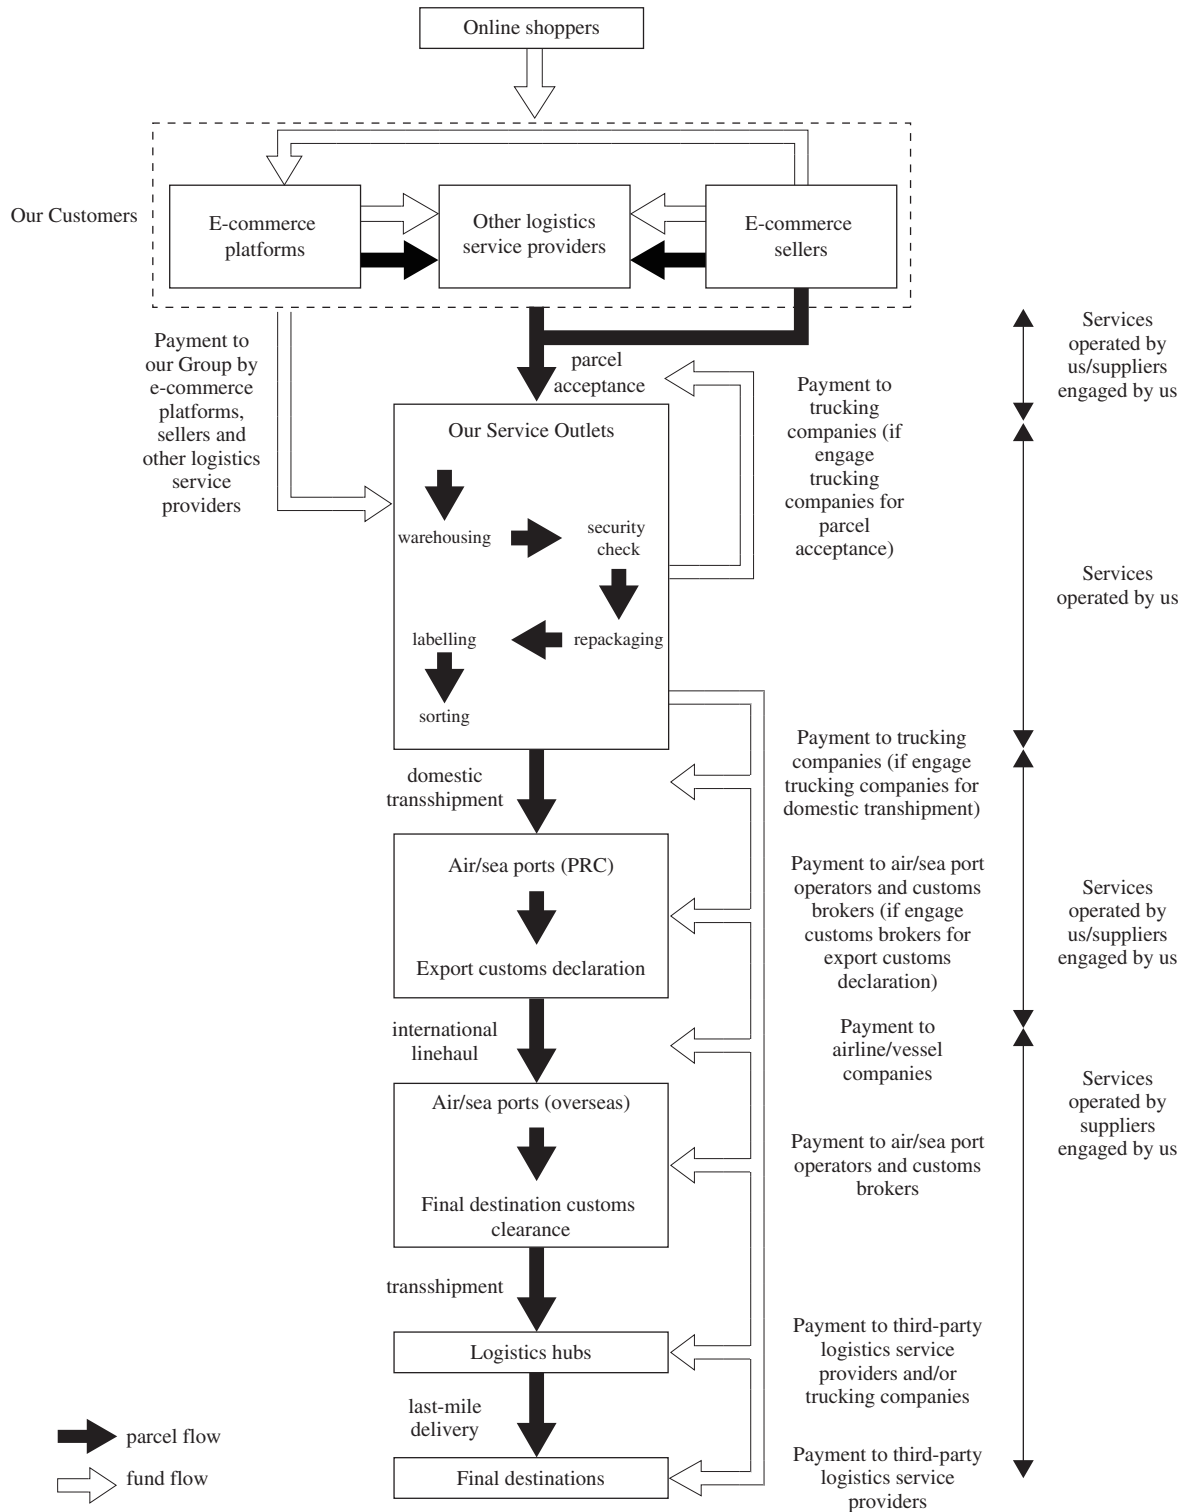 Online shoppers
Our Customers
E-commerce
platforms
Other logistics
service providers
E-commerce
sellers
Payment to
our Group by
e-commerce
platforms,
sellers and
other logistics
service
providers
parcel
acceptance
Payment to
trucking
companies (if
engage
trucking
companies for
parcel
acceptance)
Services
operated by
us/suppliers
engaged by us
Our Service Outlets
warehousing
security
check
labelling
repackaging
sorting
Services
operated by us
domestic
transshipment
Payment to trucking
companies (if engage
trucking companies for
domestic transhipment)
Air/sea ports (PRC)
Export customs declaration
Payment to air/sea port
operators and customs
brokers (if engage
customs brokers for
export customs
declaration)
Services
operated by
us/suppliers
engaged by us
international
linehaul
Payment to
airline/vessel
companies
Air/sea ports (overseas)
Final destination customs
clearance
Payment to air/sea port
operators and customs
brokers
Services
operated by
suppliers
engaged by us
transshipment
Logistics hubs
Payment to third-party
logistics service
providers and/or
trucking companies
last-mile
delivery
Final destinations
Payment to third-party
logistics service
providers
parcel flow
fund flow